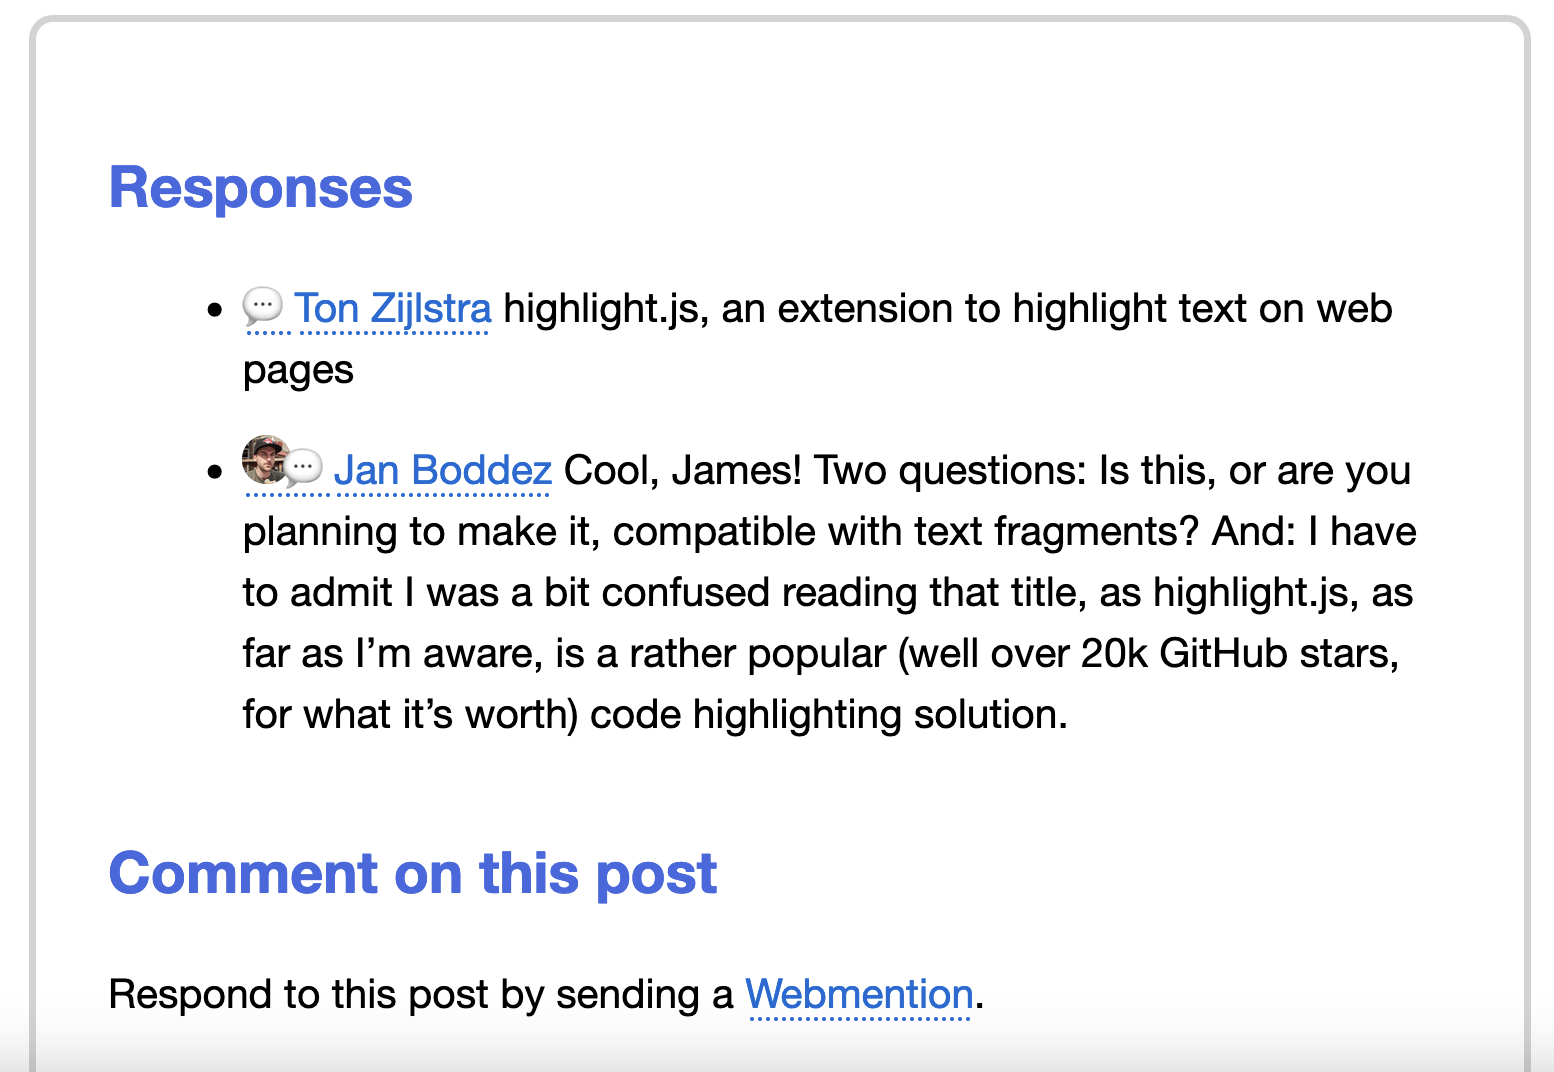 Responses
💬 Ton Zijlstra highlight.js, an extension to highlight text on web
pages
💬 Jan Boddez Cool, James! Two questions: Is this, or are you
planning to make it, compatible with text fragments? And: I have
to admit I was a bit confused reading that title, as highlight.js, as
far as I’m aware, is a rather popular (well over 20k GitHub stars,
for what it’s worth) code highlighting solution.
Comment on this post
Respond to this post by sending a Webmention.